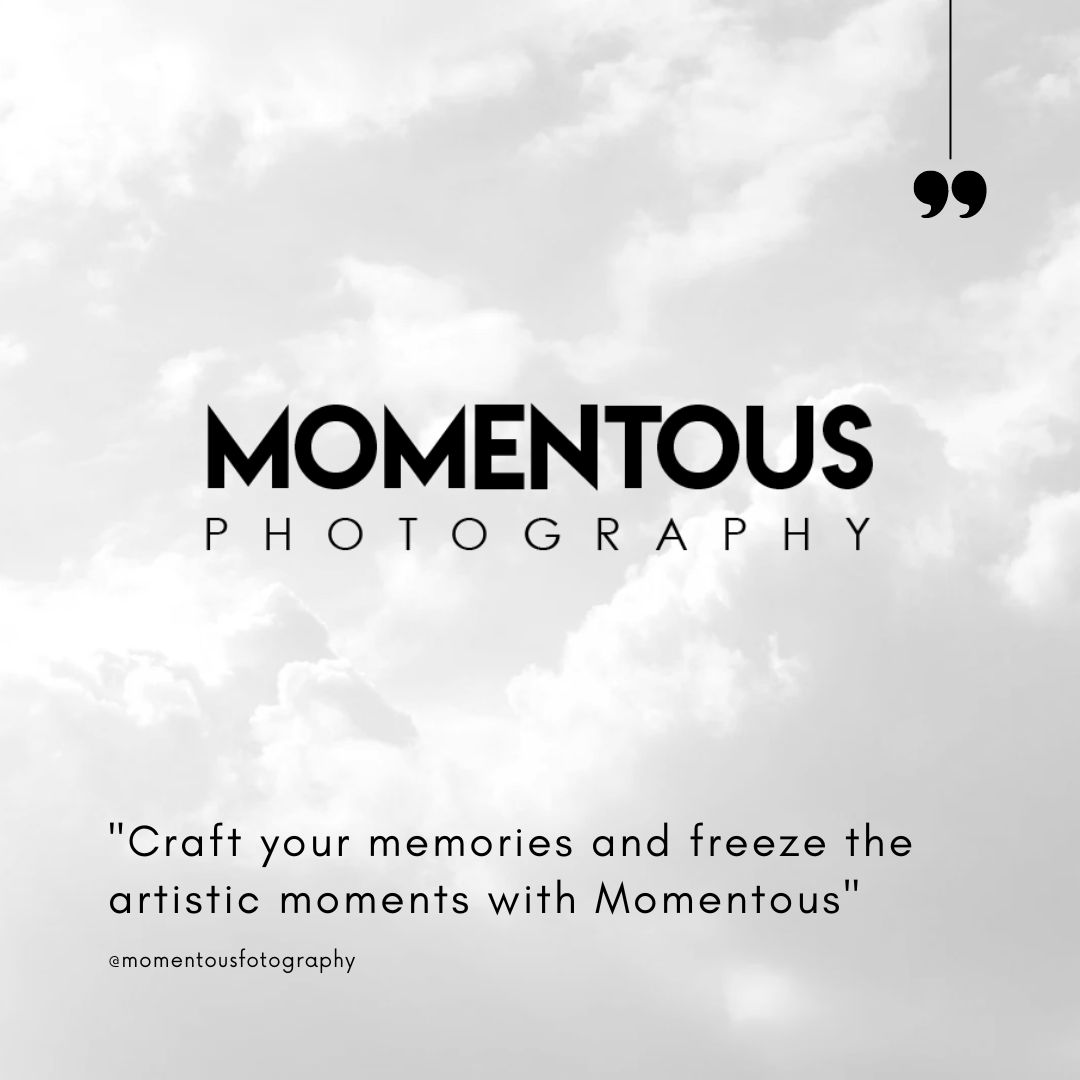 ”
MOMENTOUS
PHOTOGRAPHY
"Craft your memories and freeze the
artistic moments with Momentous"
@momentousfotography